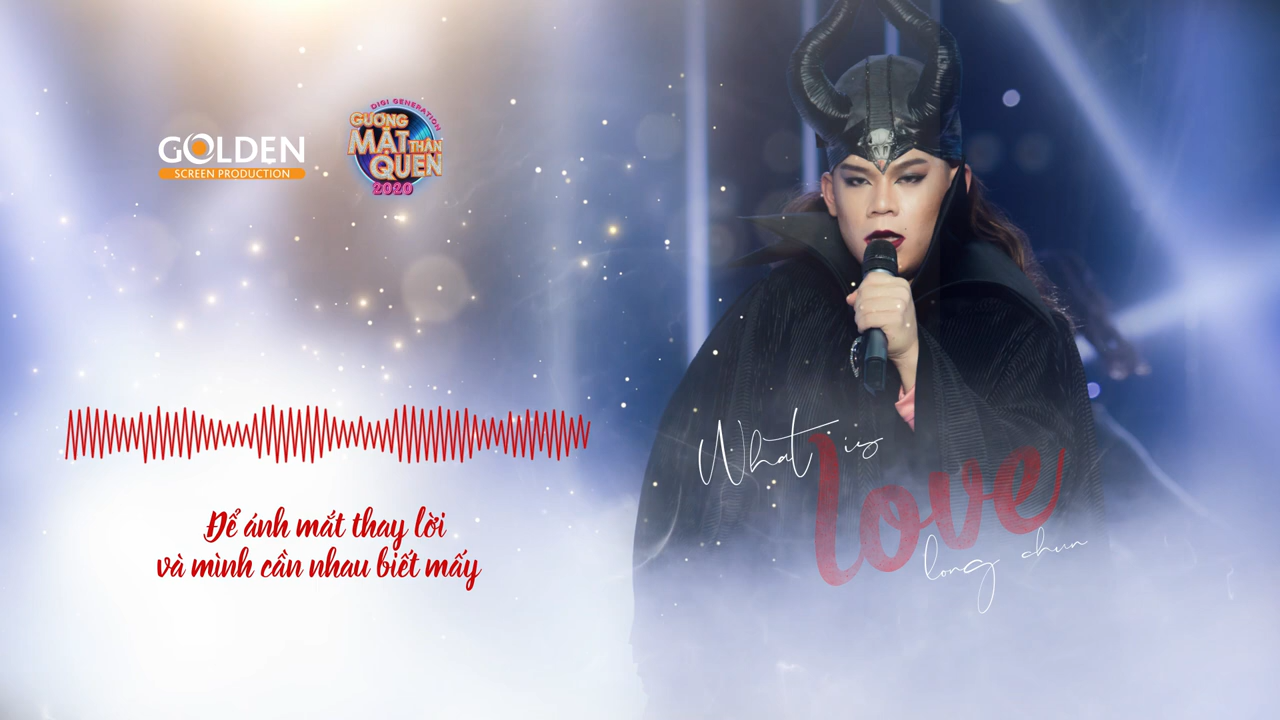 GOLDEN
SCREEN PRODUCTION
DIGI GENERATION
GƯƠNG
MẶT THÂN
QUEN
2020
What is
love
long chun
Để ánh mắt thay lời
và mình cần nhau biết mấy